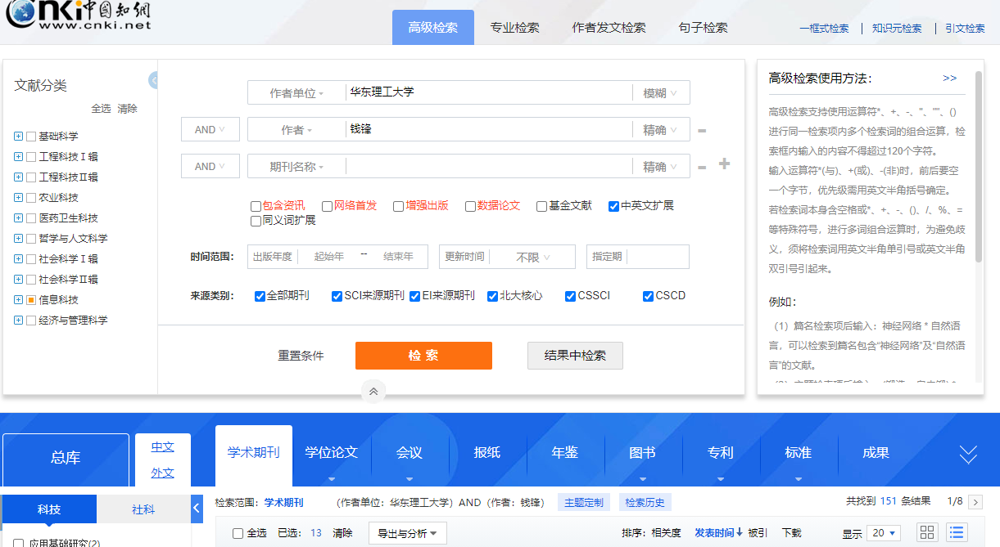 cnki 中国知網
www.cnki.net
高级检索 专业检索 作者发文检索 句子检索 一框式检索 知识元检索 引文检索
文献分类
全选 清除
基础科学
工程科技Ⅰ辑
工程科技Ⅱ辑
农业科技
医药卫生科技
哲学与人文科学
社会科学Ⅰ辑
社会科学Ⅱ辑
信息科技
经济与管理科学
作者单位 华东理工大学 模糊
AND 作者 钱锋 精确
AND 期刊名称 精确
包含资讯 网络首发 增强出版 数据论文 基金文献 中英文扩展
同义词扩展
时间范围： 出版年度 起始年 -- 结束年 更新时间 不限 指定期
来源类别： 全部期刊 SCI来源期刊 EI来源期刊 北大核心 CSSCI CSCD
重置条件 检索 结果中检索
高级检索使用方法： >>
高级检索支持使用运算符*、+、-、''、""、()
进行同一检索项内多个检索词的组合运算，检
索框内输入的内容不得超过120个字符。
输入运算符*(与)、+(或)、-(非)时，前后要空
一个字节，优先级需用英文半角括号确定。
若检索词本身含空格或*、+、-、()、/、%、=
等特殊符号，进行多词组合运算时，为避免歧
义，须将检索词用英文半角单引号或英文半角
双引号引起来。
例如：
（1）篇名检索项后输入：神经网络 * 自然语
言，可以检索到篇名包含“神经网络”及“自然语
言”的文献。
总库 中文 学术期刊 学位论文 会议 报纸 年鉴 图书 专利 标准 成果
外文
科技 社科
检索范围：学术期刊 （作者单位：华东理工大学）AND（作者：钱锋） 主题定制 检索历史 共找到 151 条结果 1/8 >
应用基础研究(2)
全选 已选：13 清除 导出与分析 排序：相关度 发表时间↓ 被引 下载 显示 20